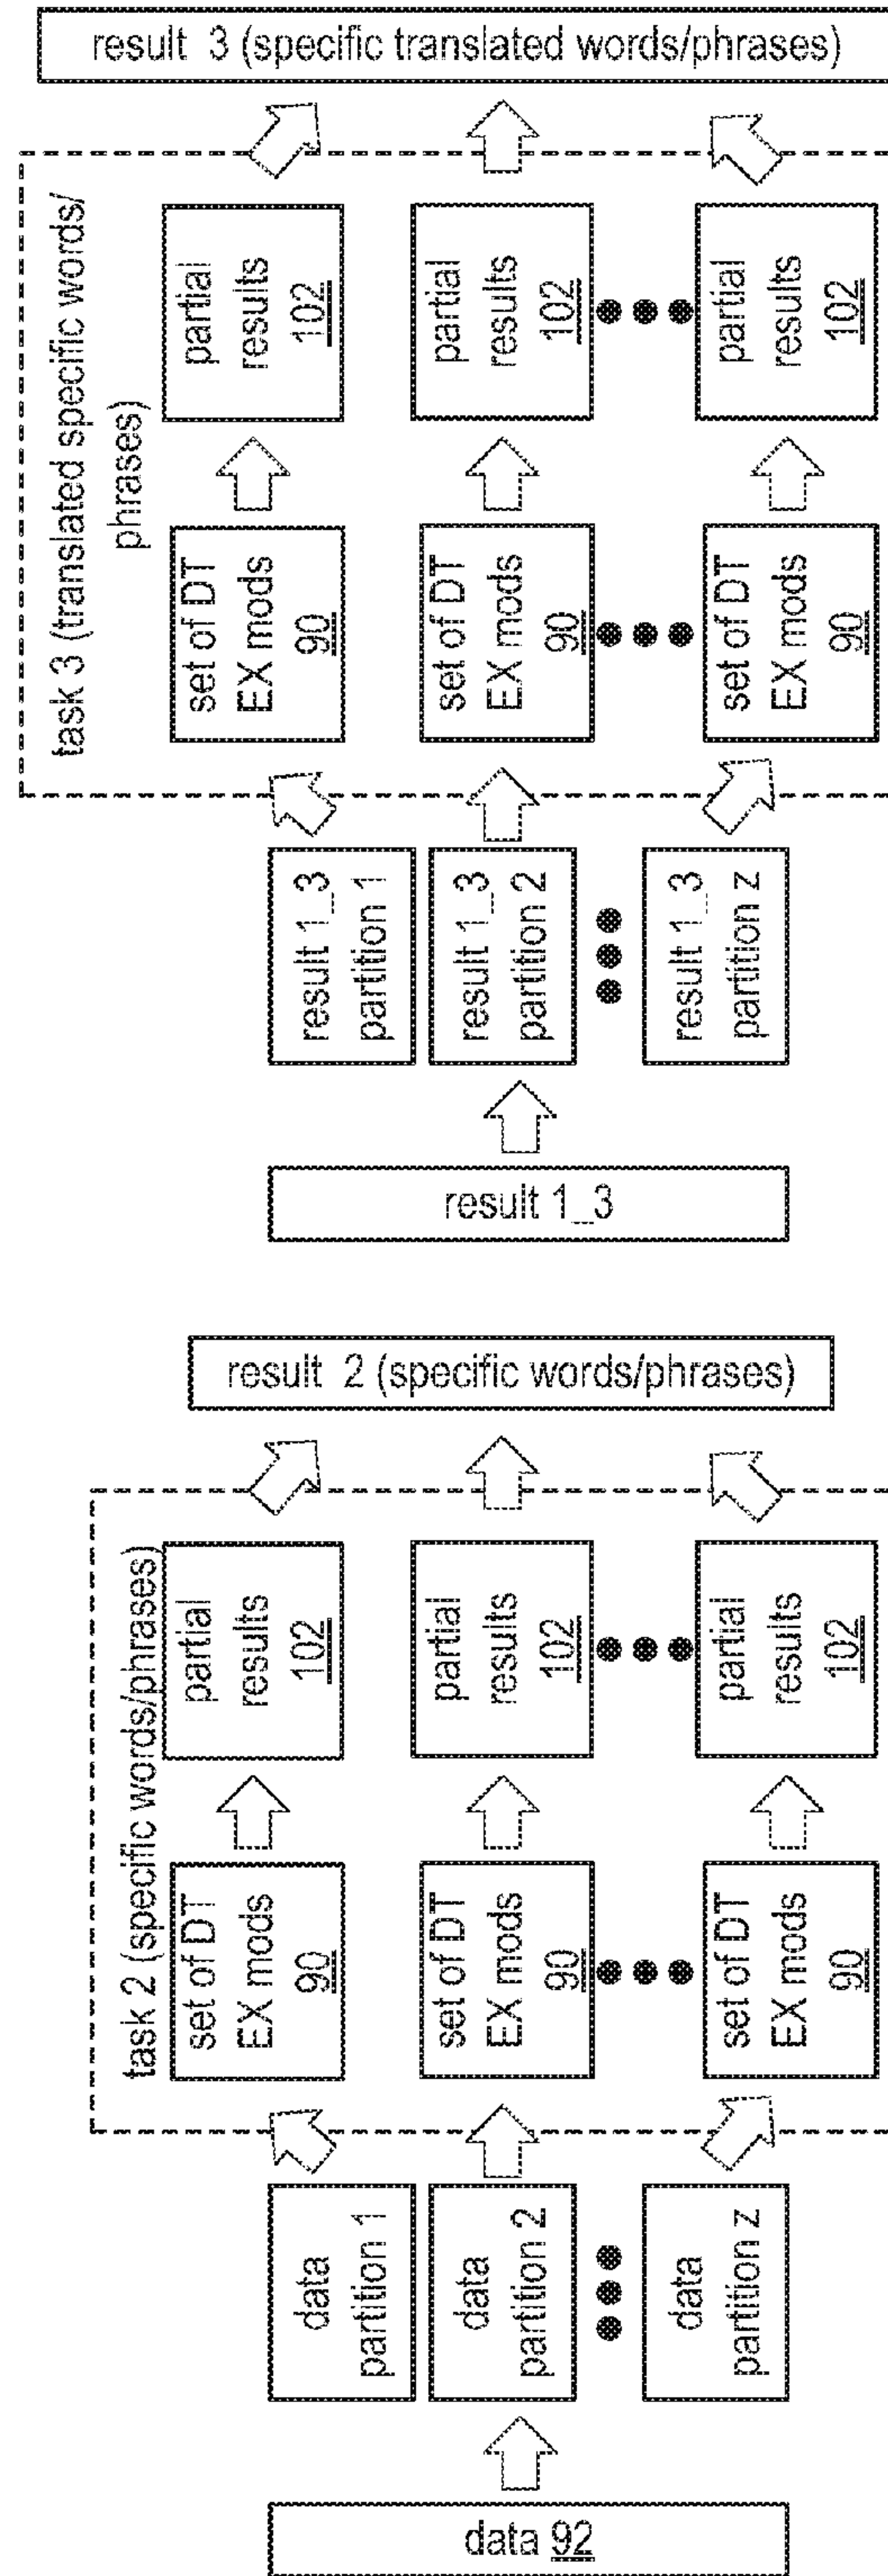 data 92
data
partition 1
data
partition 2
data
partition z
task 2 (specific words/phrases)
set of DT
EX mods
90
set of DT
EX mods
90
set of DT
EX mods
90
partial
results
102
partial
results
102
partial
results
102
result 2 (specific words/phrases)
result 1_3
result 1_3
partition 1
result 1_3
partition 2
result 1_3
partition z
task 3 (translated specific words/
phrases)
set of DT
EX mods
90
set of DT
EX mods
90
set of DT
EX mods
90
partial
results
102
partial
results
102
partial
results
102
result 3 (specific translated words/phrases)